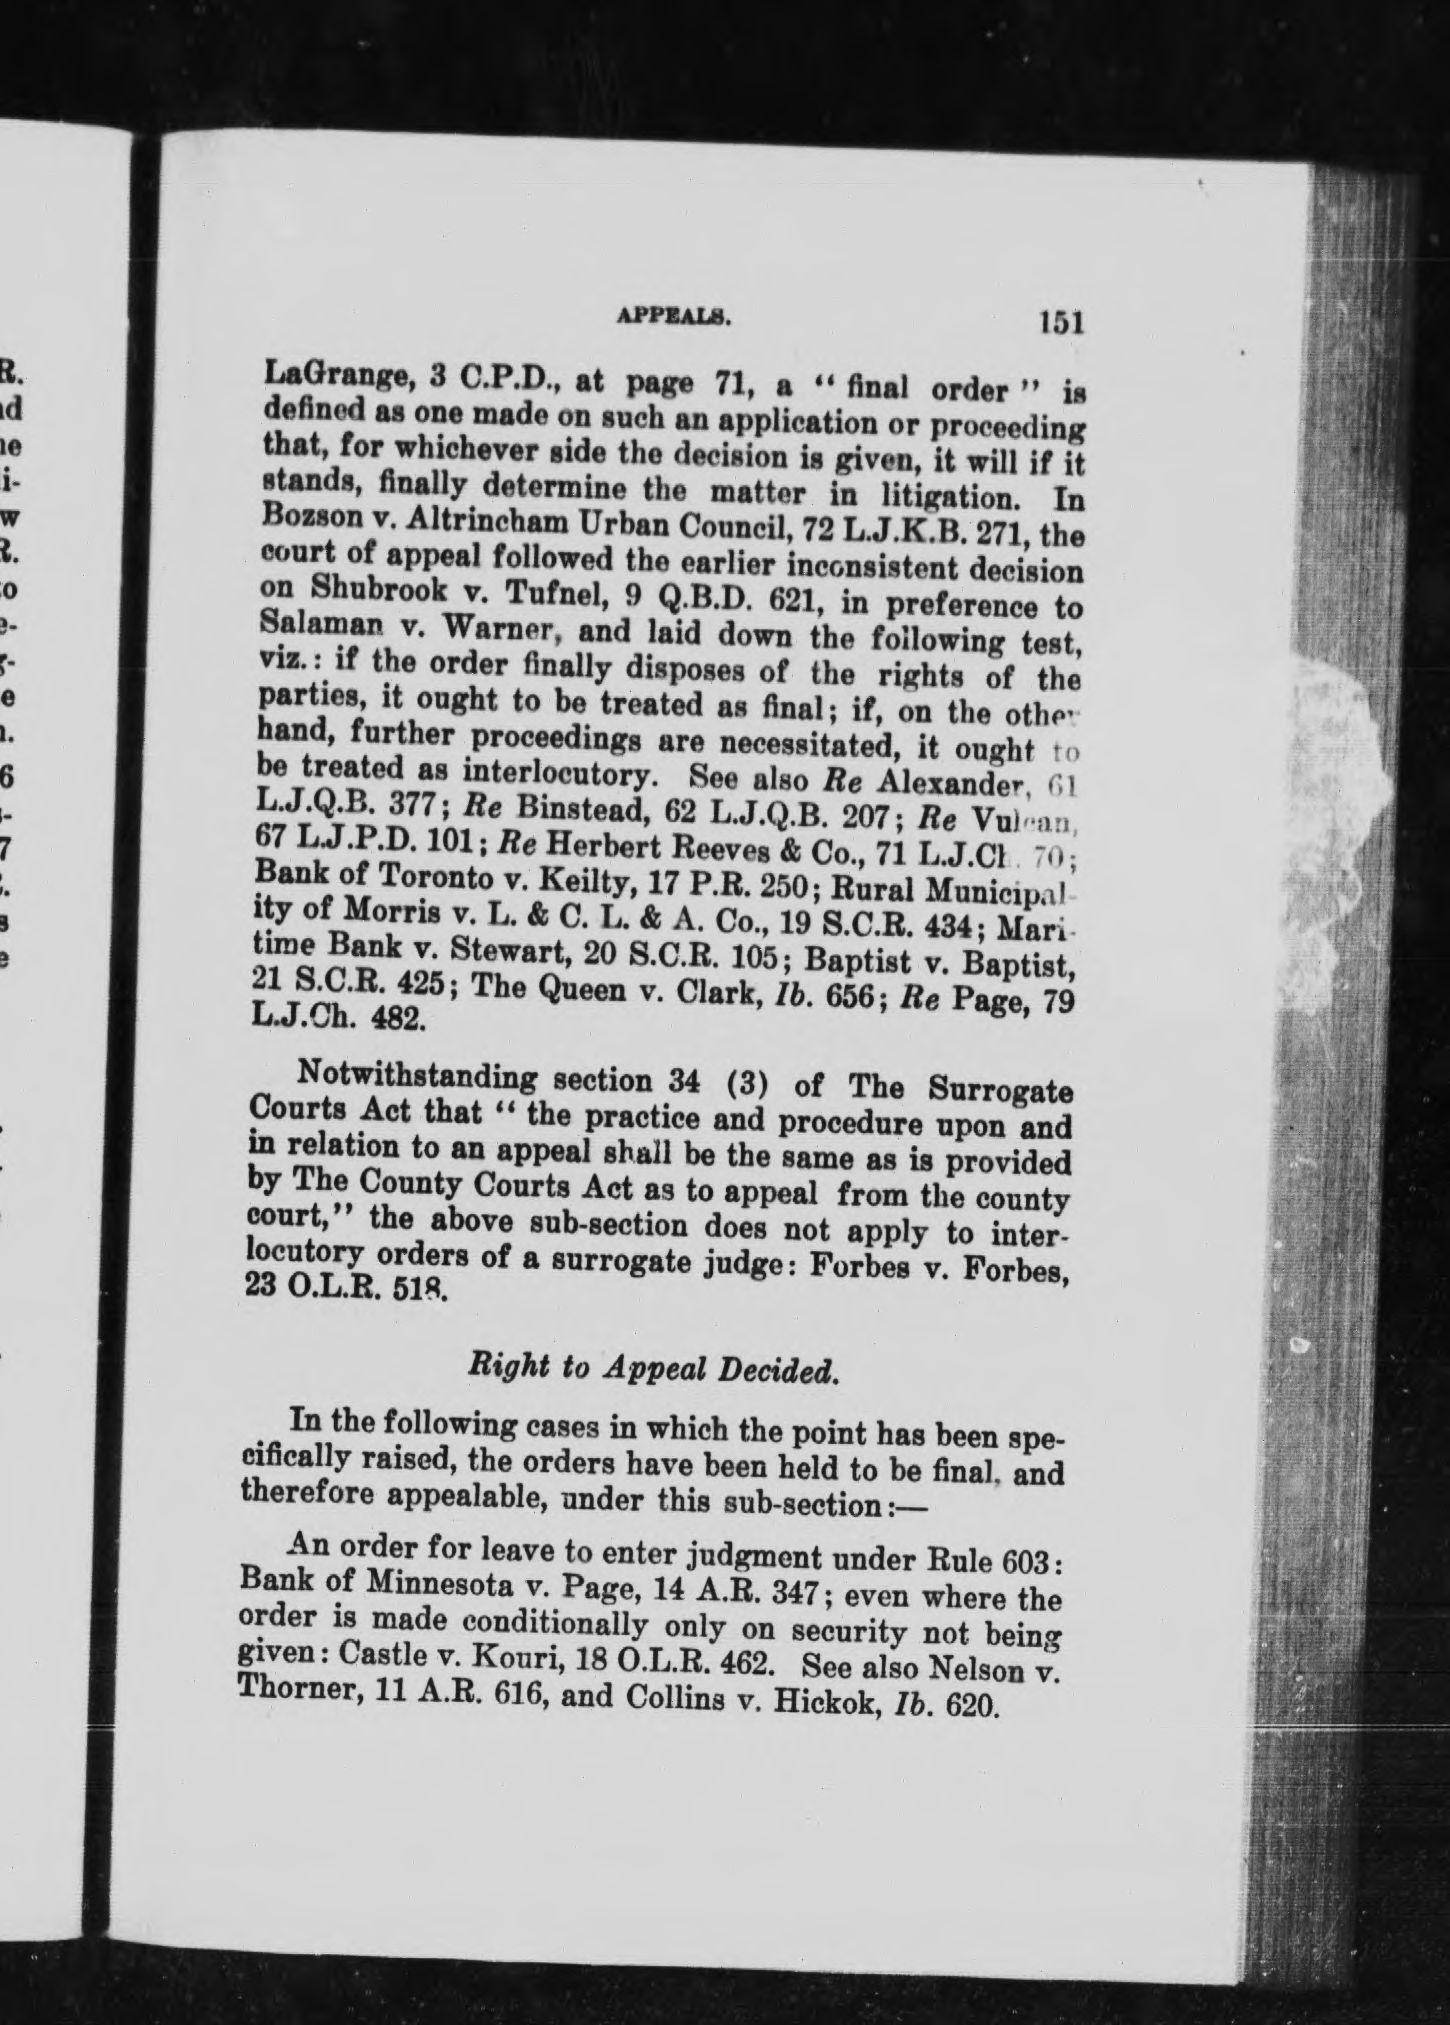 APPEALS. 151
LaGrange, 3 C.P.D., at page 71, a “ final order ” is
defined as one made on such an application or proceeding
that, for whichever side the decision is given, it will if it
stands, finally determine the matter in litigation. In
Bozson v. Altrincham Urban Council, 72 L.J.K.B. 271, the
court of appeal followed the earlier inconsistent decision
on Shubrook v. Tufnel, 9 Q.B.D. 621, in preference to
Salaman v. Warner, and laid down the following test,
viz.: if the order finally disposes of the rights of the
parties, it ought to be treated as final; if, on the other
hand, further proceedings are necessitated, it ought to
be treated as interlocutory. See also Re Alexander, 61
L.J.Q.B. 377; Re Binstead, 62 L.J.Q.B. 207; Re Vulcan,
67 L.J.P.D. 101; Re Herbert Reeves & Co., 71 L.J.Ch. 70;
Bank of Toronto v. Keilty, 17 P.R. 250; Rural Municipal-
ity of Morris v. L. & C. L. & A. Co., 19 S.C.R. 434; Mari-
time Bank v. Stewart, 20 S.C.R. 105; Baptist v. Baptist,
21 S.C.R. 425; The Queen v. Clark, Ib. 656; Re Page, 79
L.J.Ch. 482.
Notwithstanding section 34 (3) of The Surrogate
Courts Act that “ the practice and procedure upon and
in relation to an appeal shall be the same as is provided
by The County Courts Act as to appeal from the county
court,” the above sub-section does not apply to inter-
locutory orders of a surrogate judge: Forbes v. Forbes,
23 O.L.R. 518.
Right to Appeal Decided.
In the following cases in which the point has been spe-
cifically raised, the orders have been held to be final, and
therefore appealable, under this sub-section:—
An order for leave to enter judgment under Rule 603:
Bank of Minnesota v. Page, 14 A.R. 347; even where the
order is made conditionally only on security not being
given: Castle v. Kouri, 18 O.L.R. 462. See also Nelson v.
Thorner, 11 A.R. 616, and Collins v. Hickok, Ib. 620.